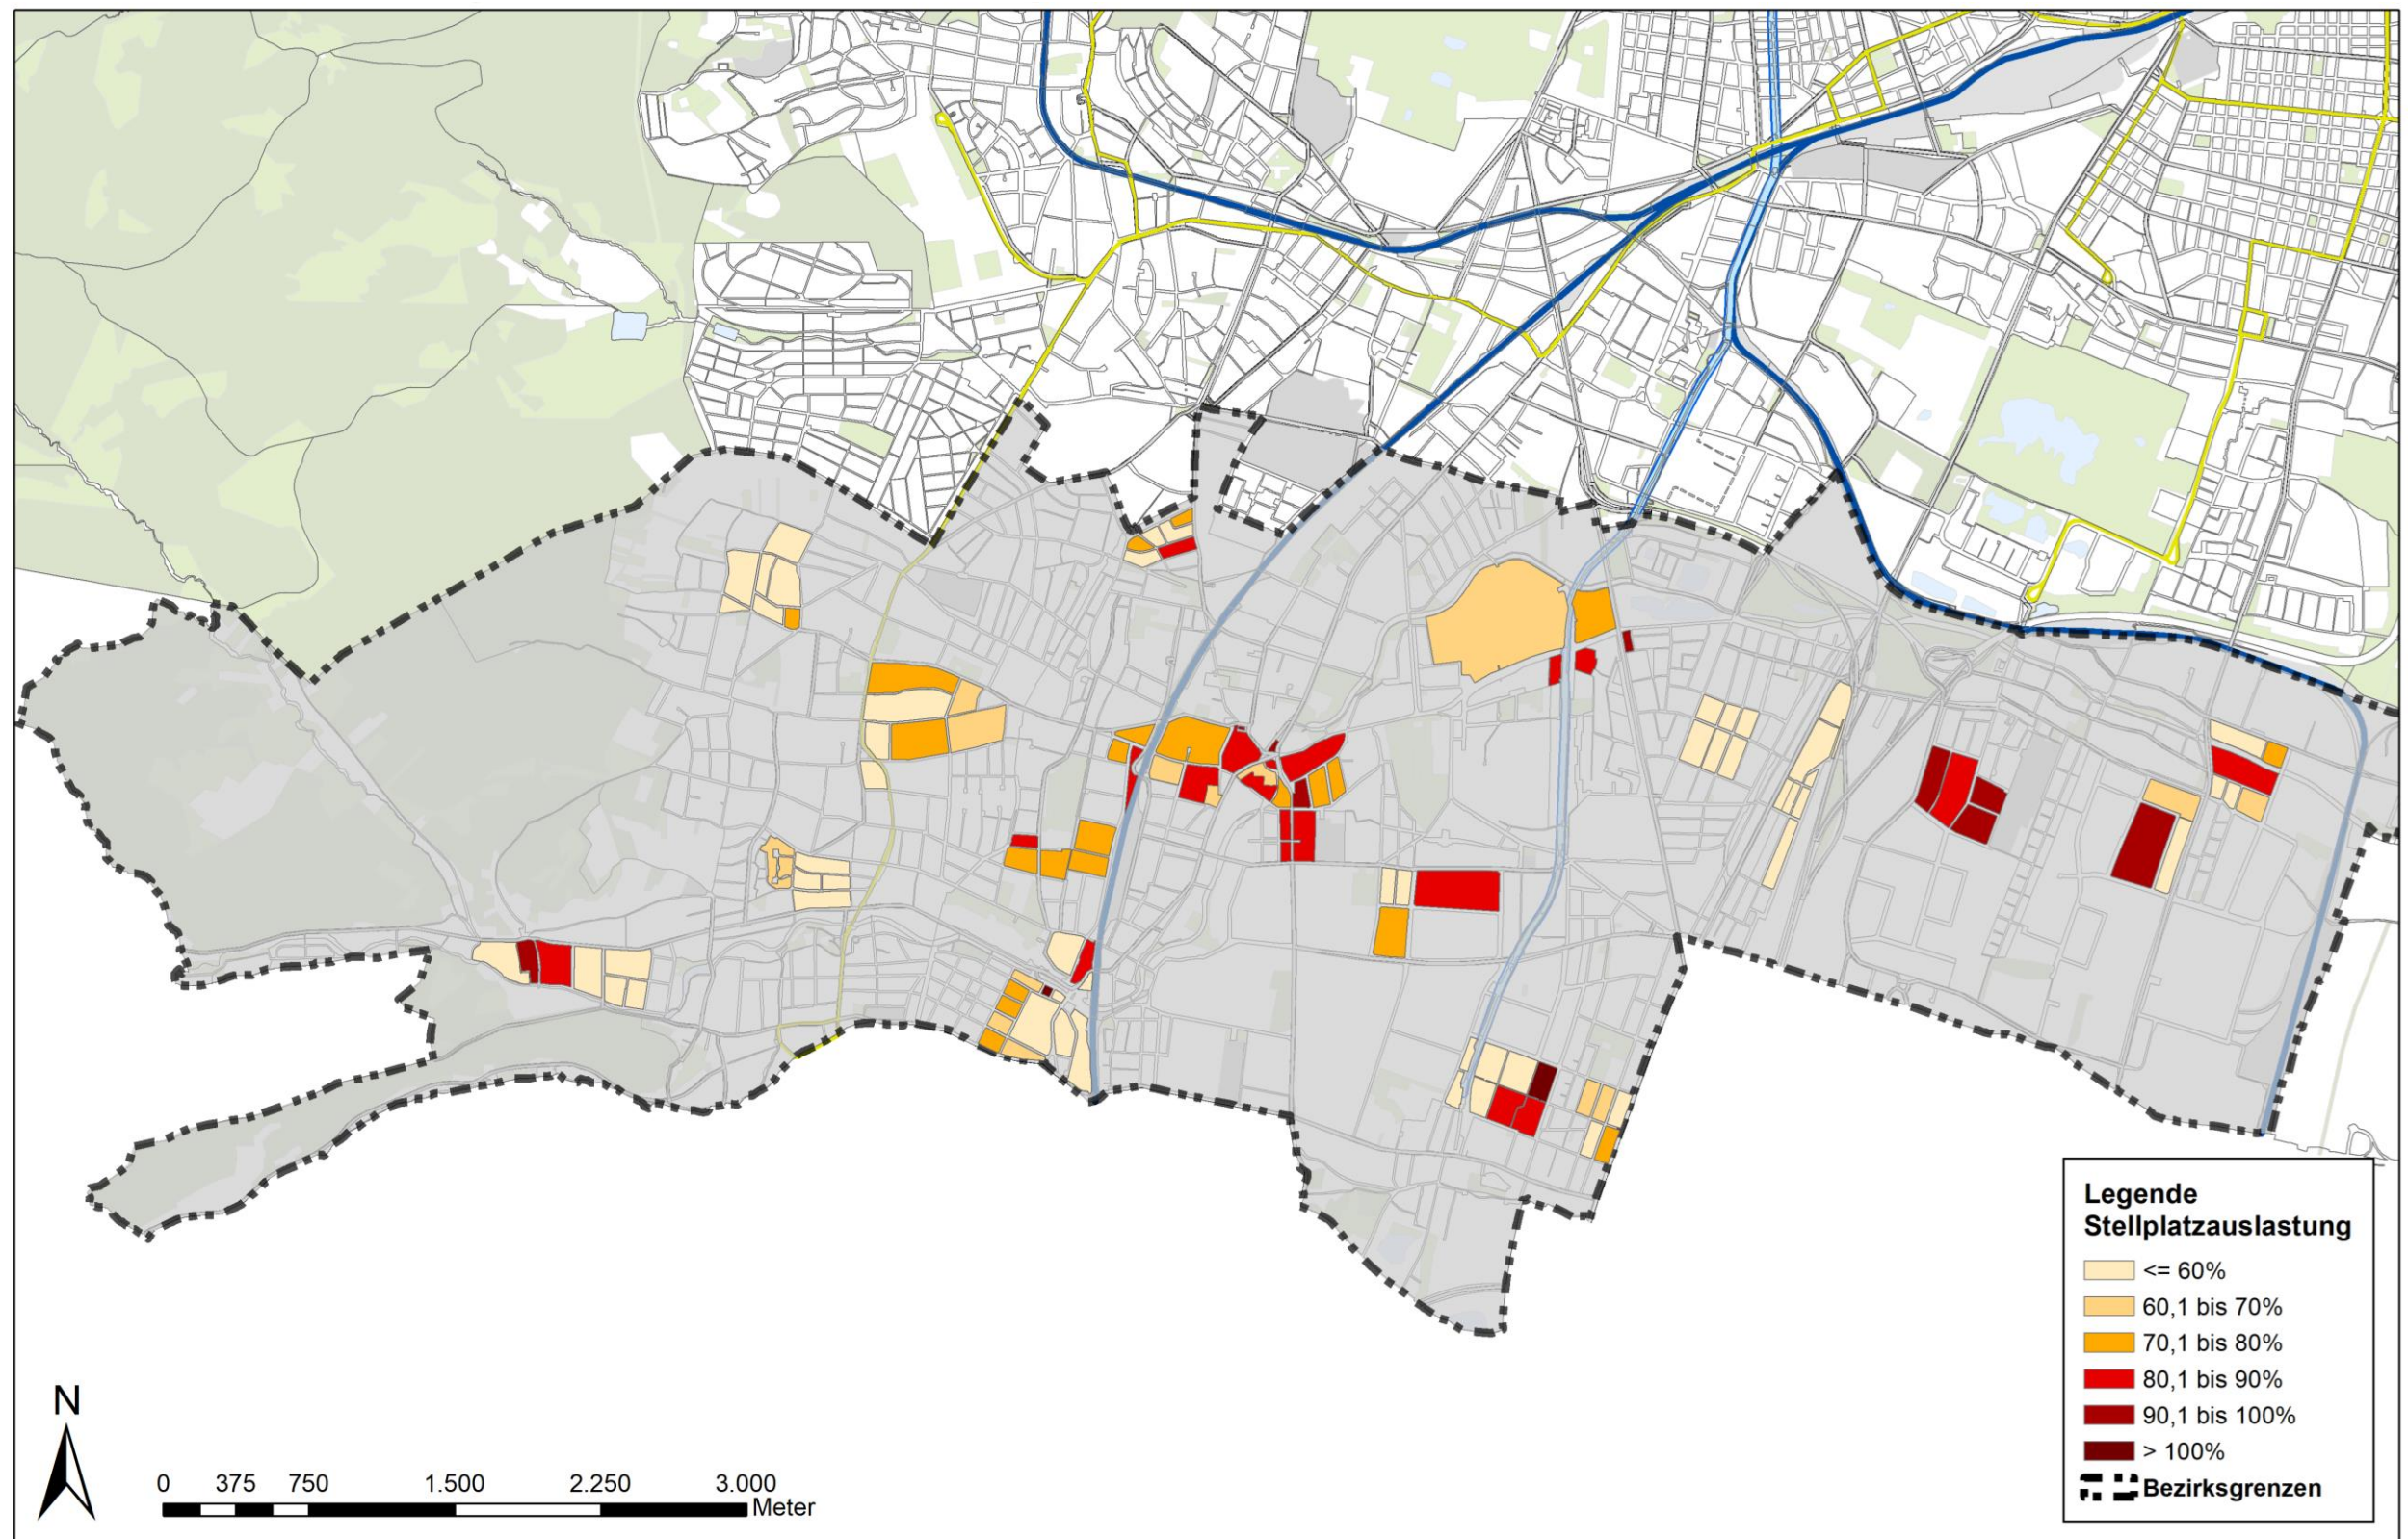 Legende
Stellplatzauslastung
<= 60%
60,1 bis 70%
70,1 bis 80%
80,1 bis 90%
90,1 bis 100%
> 100%
Bezirksgrenzen
N
0 375 750 1.500 2.250 3.000
Meter